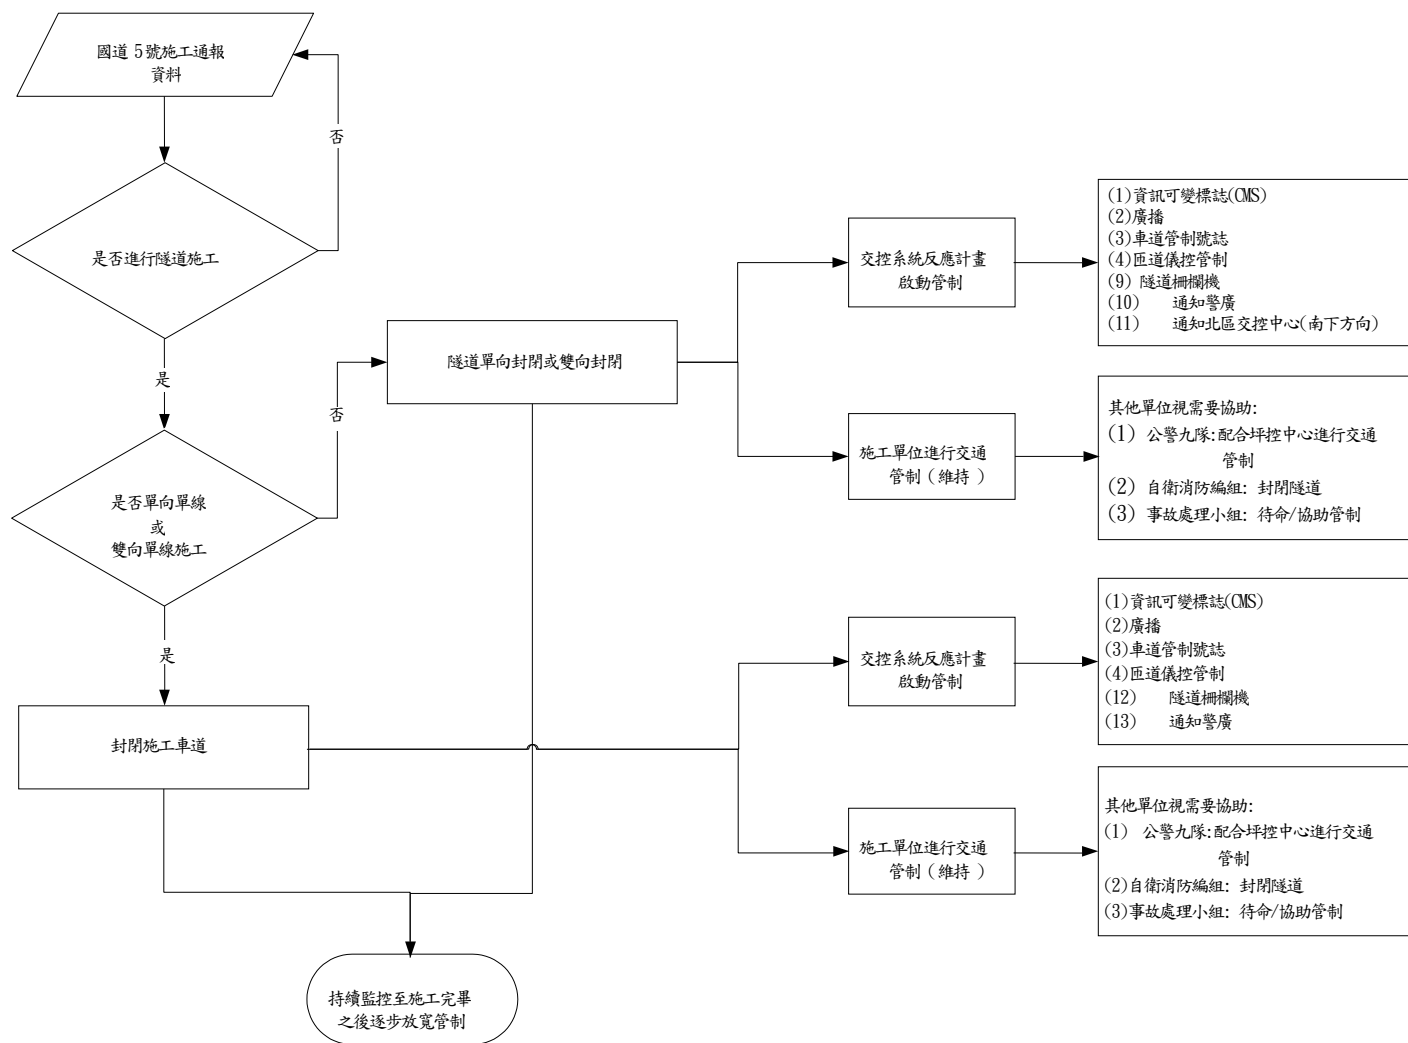 國道 5號施工通報
資料
否
是否進行隧道施工
是
是否單向單線
或
雙向單線施工
否
是
封閉施工車道
隧道單向封閉或雙向封閉
交控系統反應計畫
啟動管制
(1)資訊可變標誌(CMS)
(2)廣播
(3)車道管制號誌
(4)匝道儀控管制
(9) 隧道柵欄機
(10) 通知警廣
(11) 通知北區交控中心(南下方向)
施工單位進行交通
管制 ( 維持 )
其他單位視需要協助:
(1) 公警九隊:配合坪控中心進行交通
管制
(2) 自衛消防編組: 封閉隧道
(3) 事故處理小組: 待命/協助管制
交控系統反應計畫
啟動管制
(1)資訊可變標誌(CMS)
(2)廣播
(3)車道管制號誌
(4)匝道儀控管制
(12) 隧道柵欄機
(13) 通知警廣
施工單位進行交通
管制 ( 維持 )
其他單位視需要協助:
(1) 公警九隊:配合坪控中心進行交通
管制
(2)自衛消防編組: 封閉隧道
(3)事故處理小組: 待命/協助管制
持續監控至施工完畢
之後逐步放寬管制